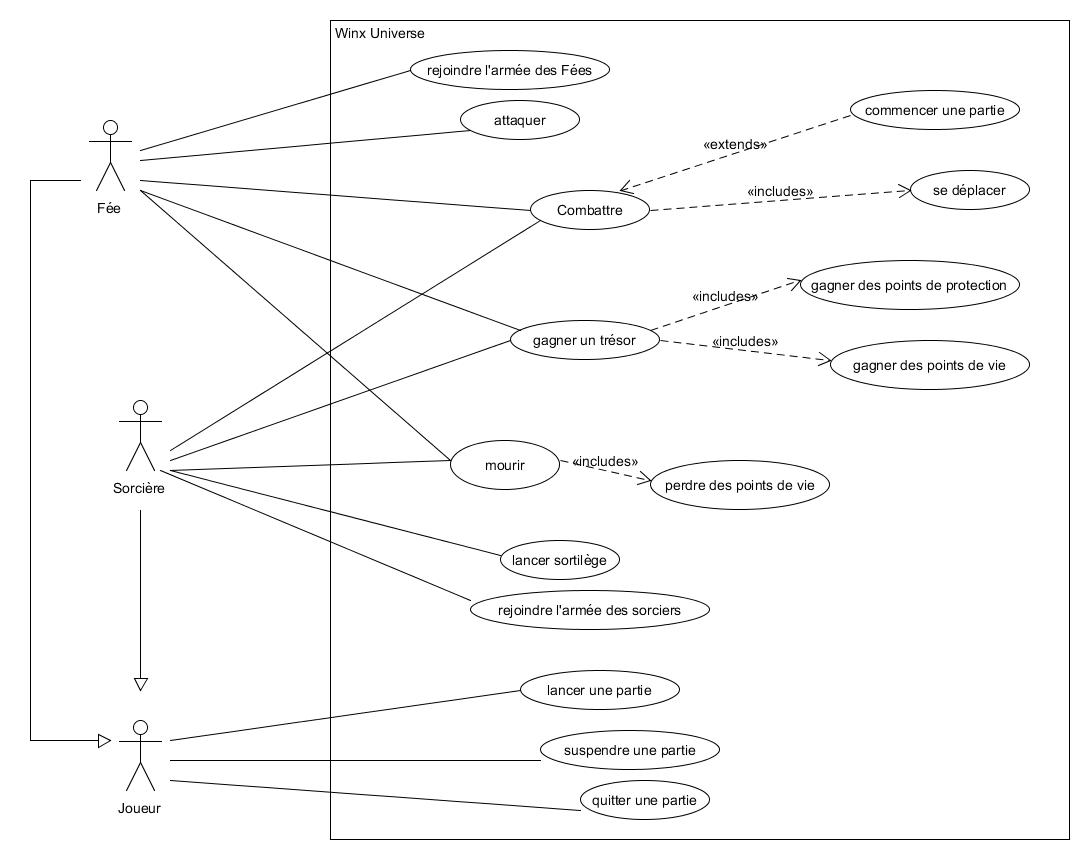 Winx Universe
rejoindre l'armée des Fées
attaquer
commencer une partie
«extends»
Fée
Combattre
«includes»
se déplacer
gagner des points de protection
«includes»
gagner un trésor
«includes»
gagner des points de vie
Sorcière
mourir
«includes»
perdre des points de vie
lancer sortilège
rejoindre l'armée des sorciers
lancer une partie
suspendre une partie
quitter une partie
Joueur